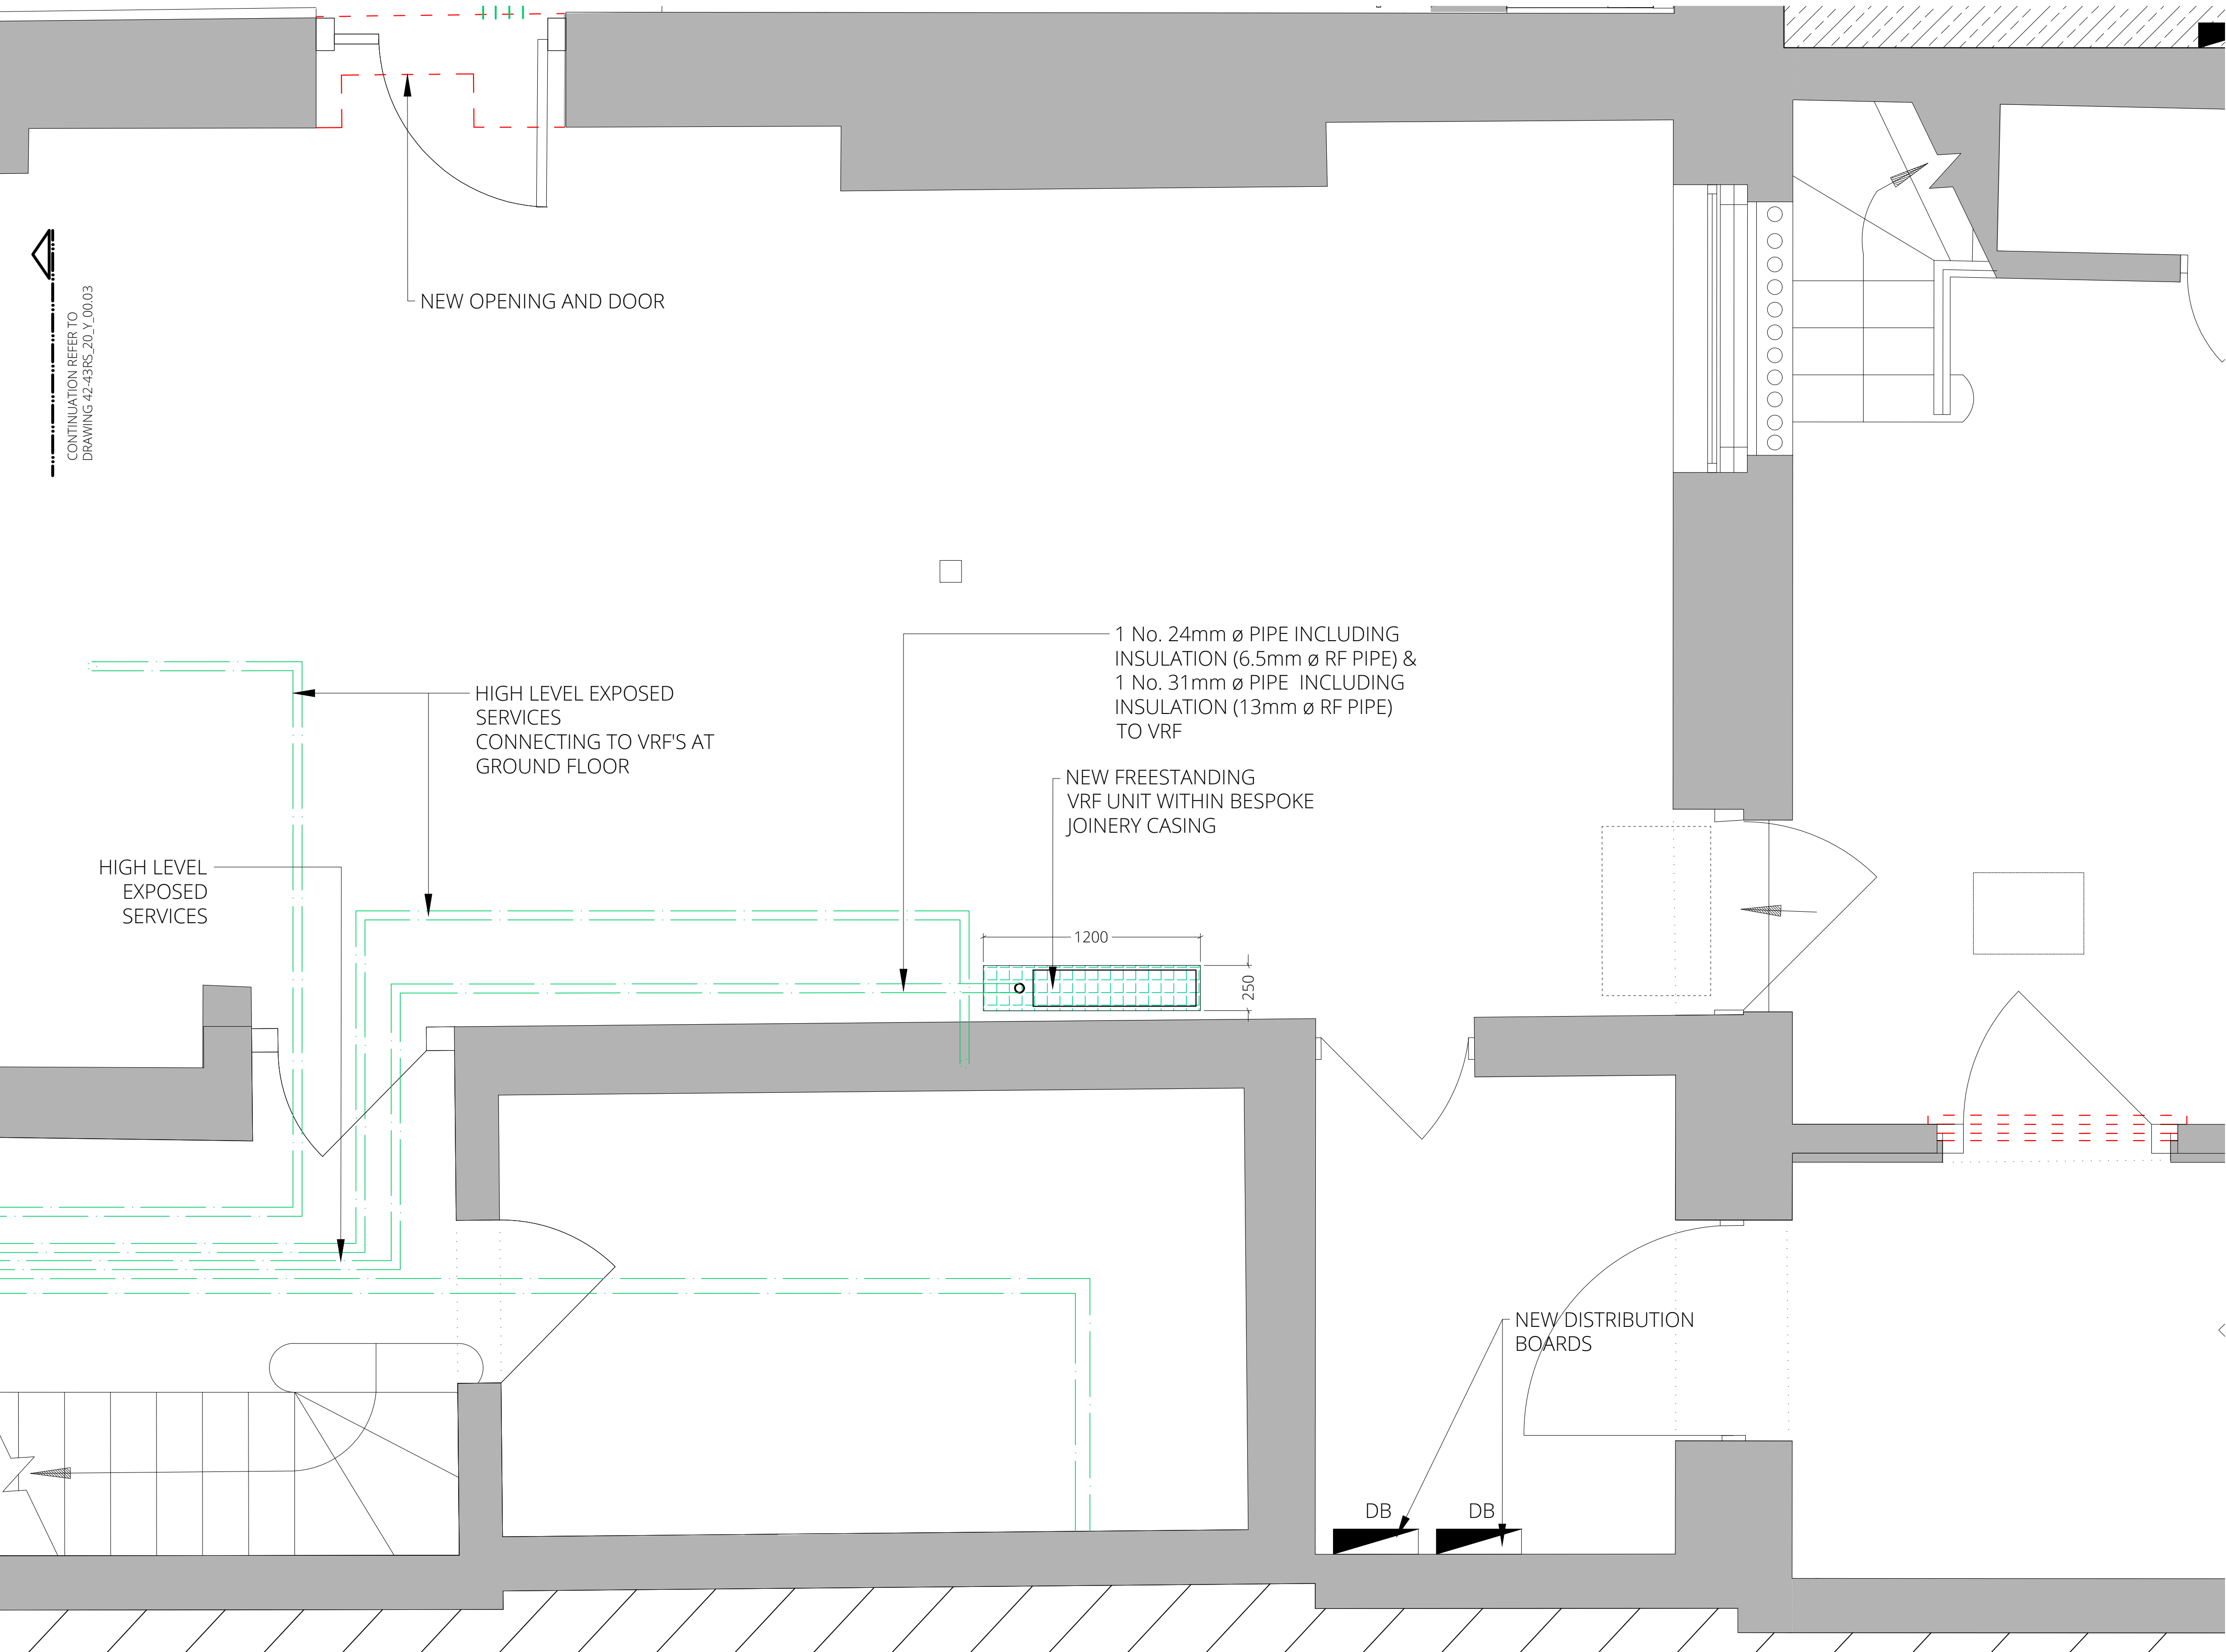 NEW OPENING AND DOOR
CONTINUATION REFER TO
DRAWING 42-43RS_20_Y_00.03
1 No. 24mm ø PIPE INCLUDING
INSULATION (6.5mm ø RF PIPE) &
1 No. 31mm ø PIPE INCLUDING
INSULATION (13mm ø RF PIPE)
TO VRF
HIGH LEVEL EXPOSED
SERVICES
CONNECTING TO VRF'S AT
GROUND FLOOR
NEW FREESTANDING
VRF UNIT WITHIN BESPOKE
JOINERY CASING
HIGH LEVEL
EXPOSED
SERVICES
1200
250
NEW DISTRIBUTION
BOARDS
DB
DB